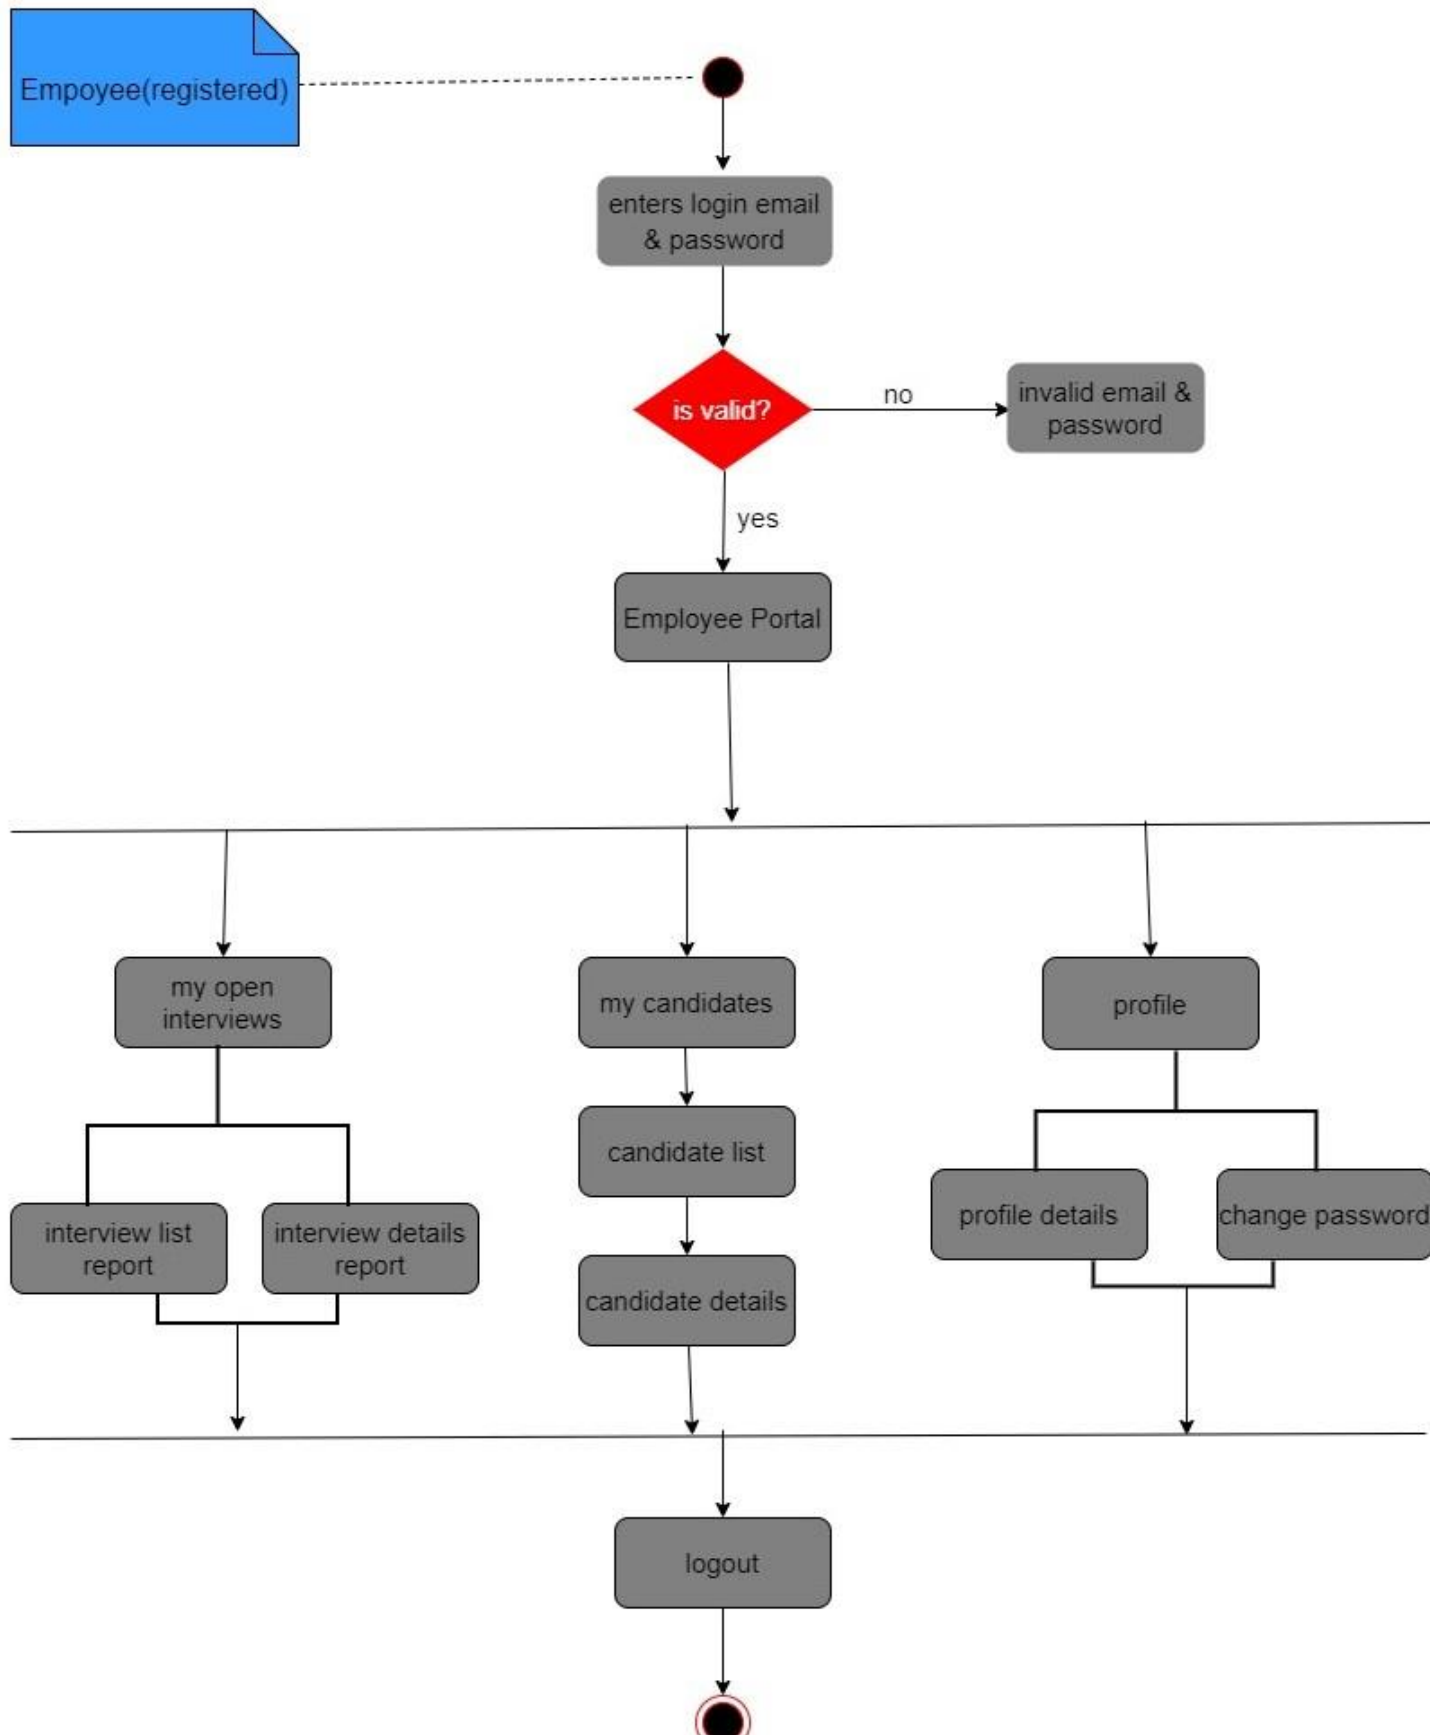 Empoyee(registered)
enters login email
& password
is valid?
no
invalid email &
password
yes
Employee Portal
my open
interviews
my candidates
profile
candidate list
interview list
report
interview details
report
profile details
change password
candidate details
logout